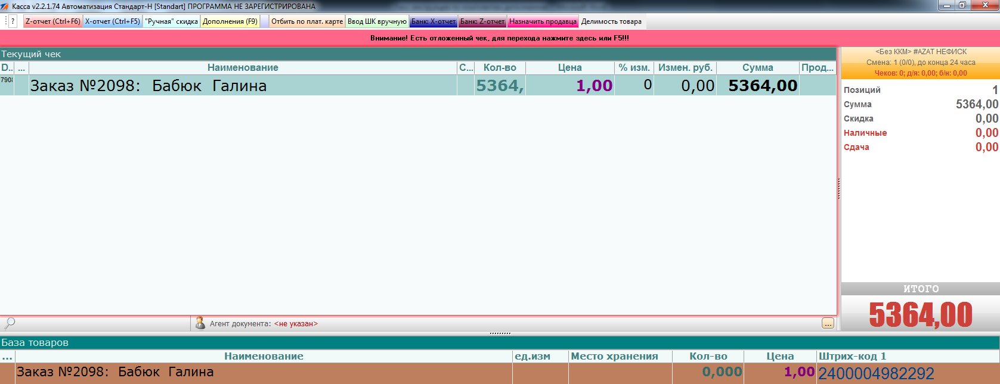 Касса v2.2.1.74 Автоматизация Стандарт-Н [Standart] ПРОГРАММА НЕ ЗАРЕГИСТРИРОВАНА
? Z-отчет (Ctrl+F6) X-отчет (Ctrl+F5) "Ручная" скидка Дополнения (F9) Отбить по плат. карте Ввод ШК вручную Банк: X-отчет Банк: Z-отчет Назначить продавца Делимость товара
Внимание! Есть отложенный чек, для перехода нажмите здесь или F5!!!
Текущий чек
D.. ... Наименование С... Кол-во Цена % изм. Измен. руб. Сумма Прод...
7908 Заказ №2098: Бабюк Галина 5364, 1,00 0 0,00 5364,00
Агент документа: <не указан> ...
<Без ККМ> #AZAT НЕФИСК
Смена: 1 (0/0), до конца 24 часа
Чеков: 0; д/я: 0,00; б/н: 0,00
Позиций 1
Сумма 5364,00
Скидка 0,00
Наличные 0,00
Сдача 0,00
ИТОГО
5364,00
База товаров
... Наименование ед.изм Место хранения Кол-во Цена Штрих-код 1
Заказ №2098: Бабюк Галина 0,000 1,00 2400004982292